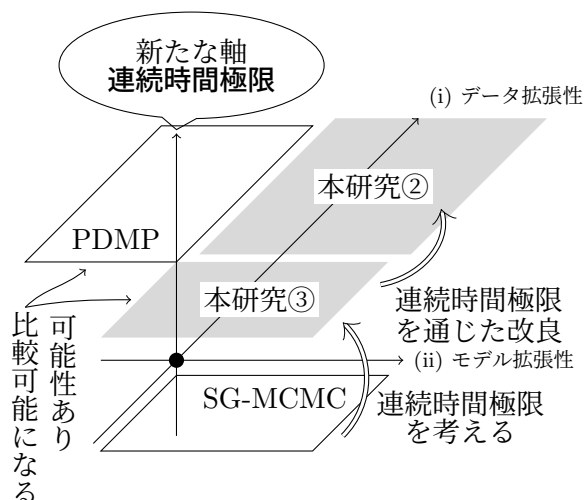 新たな軸
連続時間極限
(i) データ拡張性
本研究②
PDMP
本研究③
連続時間極限
を通じた改良
(ii) モデル拡張性
SG-MCMC
連続時間極限
を考える
可能性あり
比較可能になる